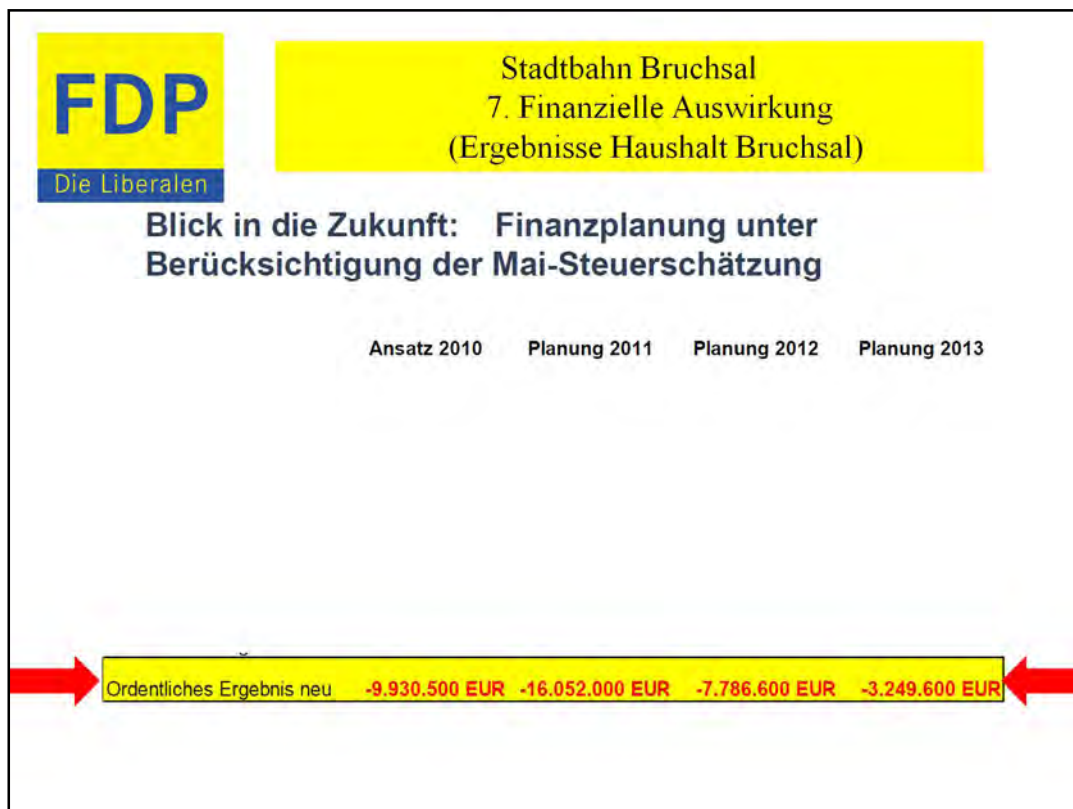 FDP
Die Liberalen
Stadtbahn Bruchsal
7. Finanzielle Auswirkung
(Ergebnisse Haushalt Bruchsal)
Blick in die Zukunft: Finanzplanung unter
Berücksichtigung der Mai-Steuerschätzung
Ansatz 2010 Planung 2011 Planung 2012 Planung 2013
Ordentliches Ergebnis neu -9.930.500 EUR -16.052.000 EUR -7.786.600 EUR -3.249.600 EUR